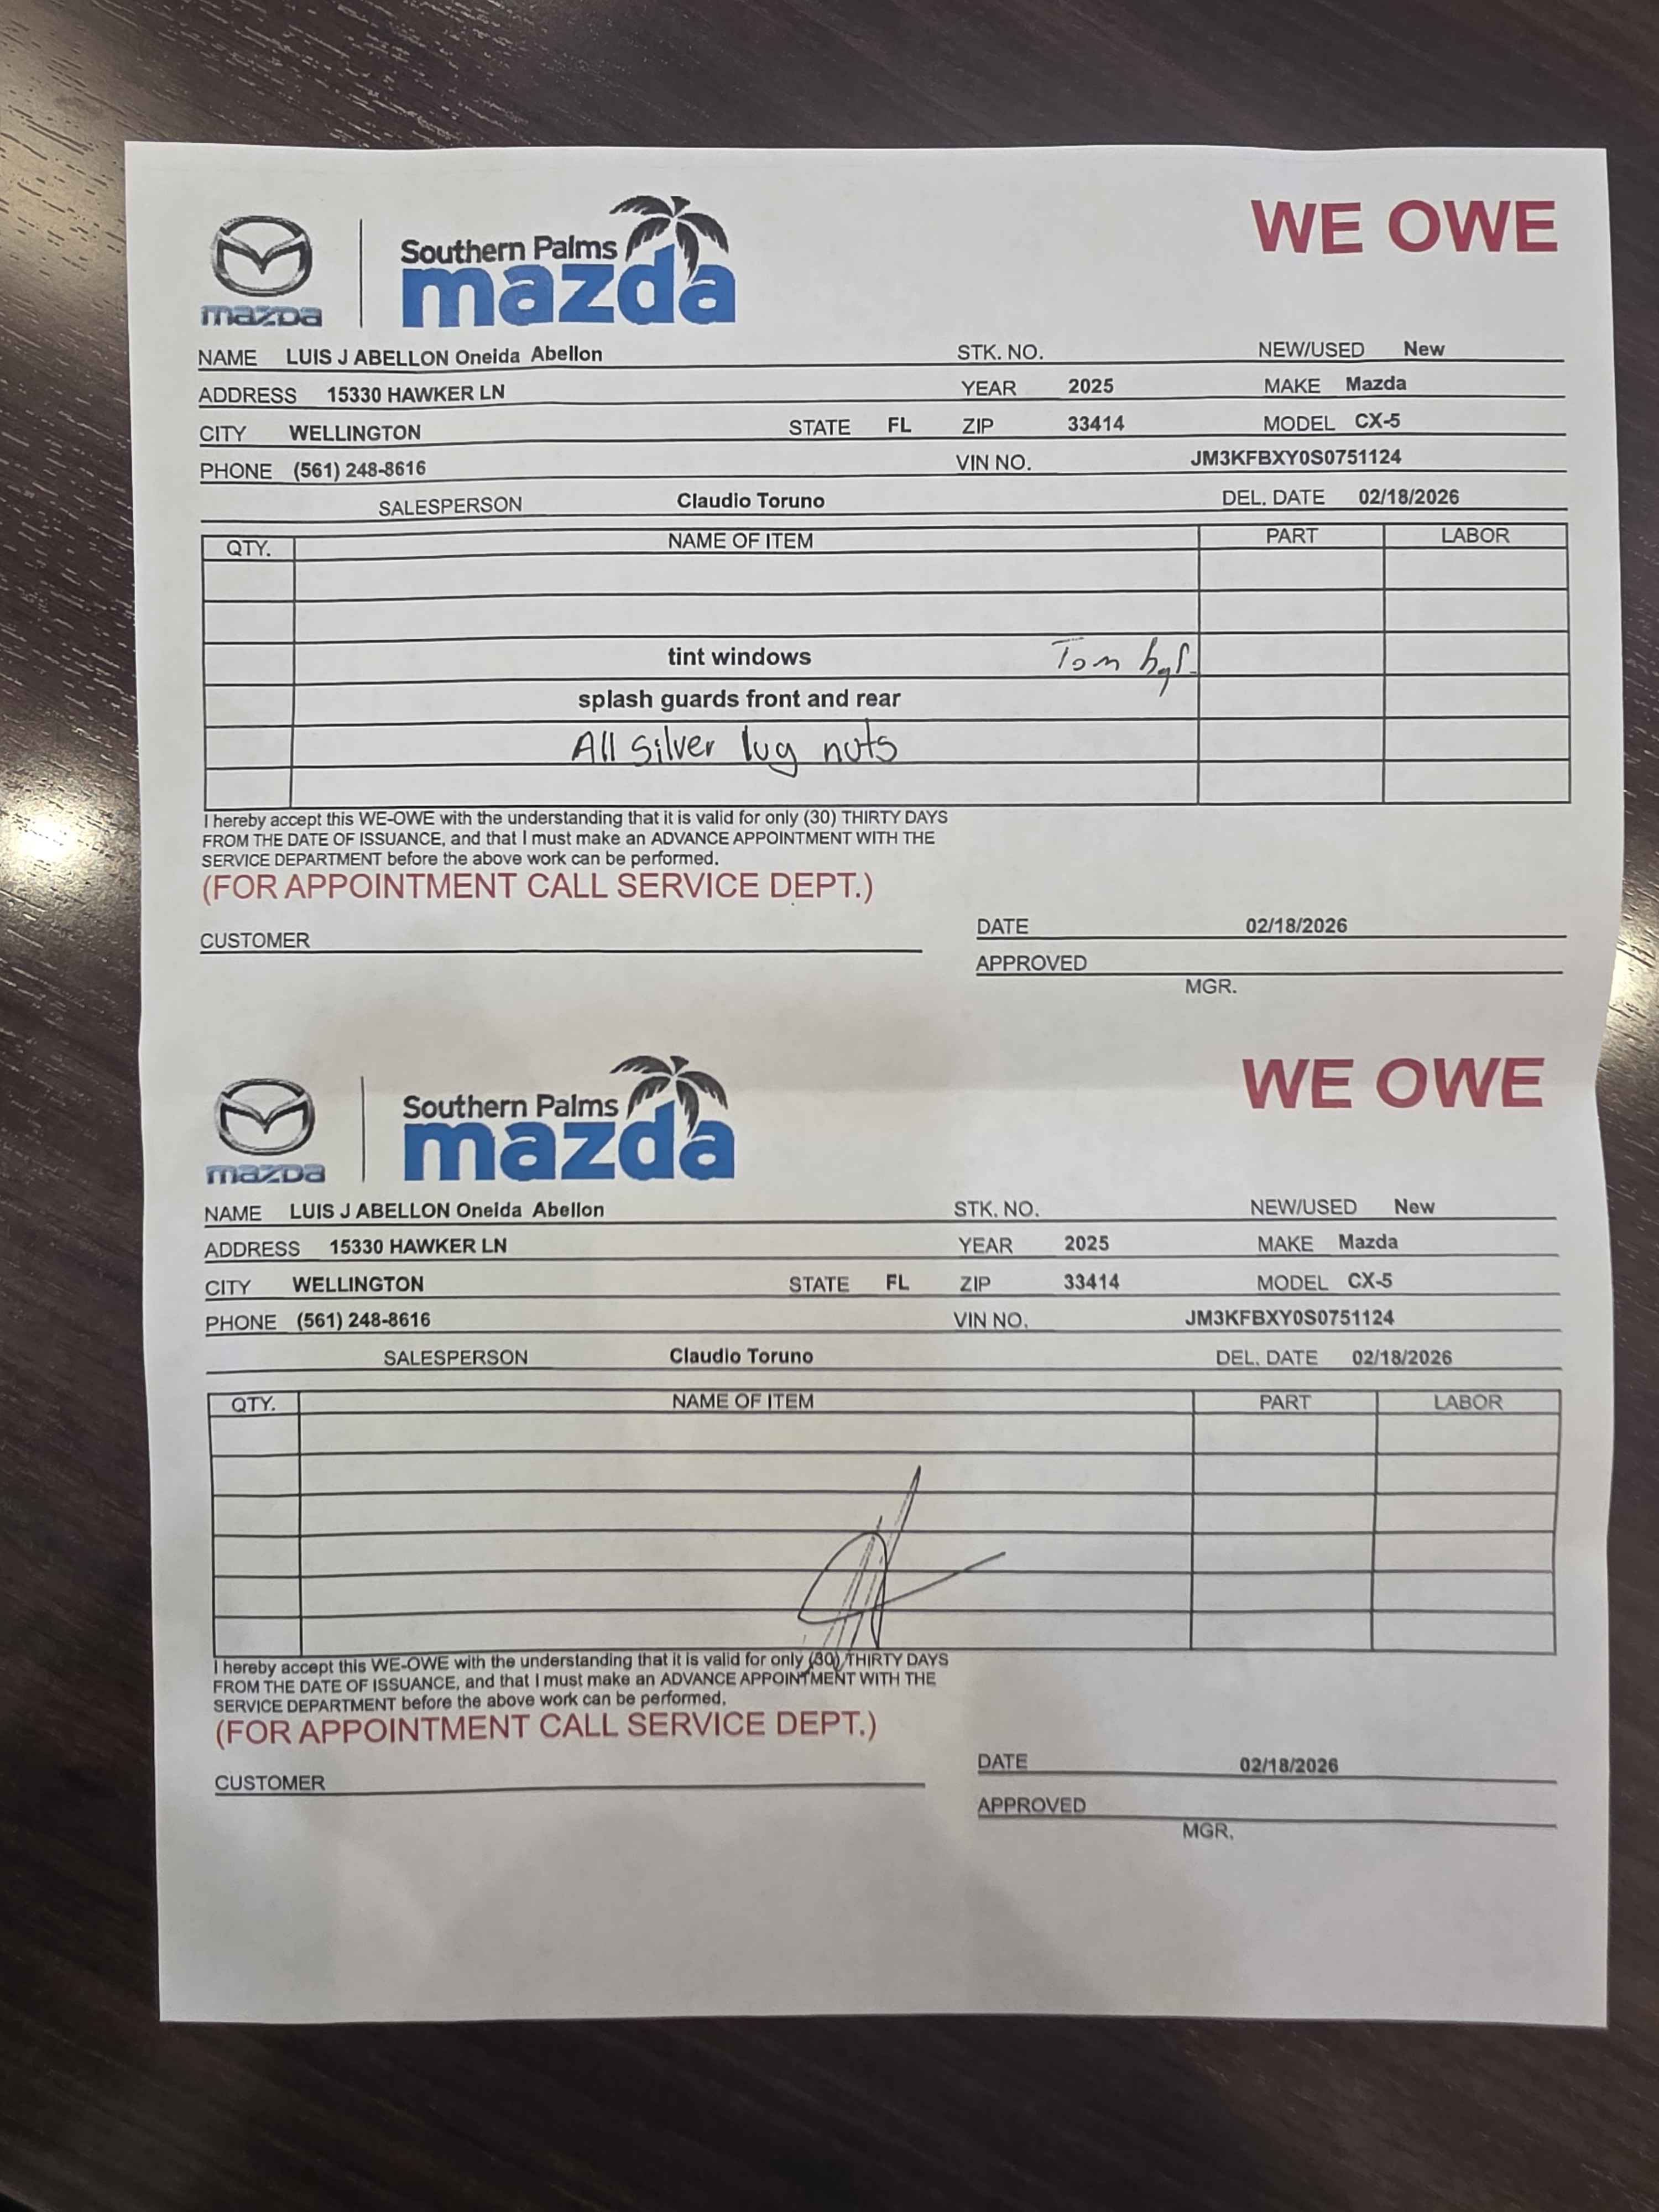 WE OWE
mazda
Southern Palms
mazda
NAME LUIS J ABELLON Oneida Abellon STK. NO. NEW/USED New
ADDRESS 15330 HAWKER LN YEAR 2025 MAKE Mazda
CITY WELLINGTON STATE FL ZIP 33414 MODEL CX-5
PHONE (561) 248-8616 VIN NO. JM3KFBXY0S0751124
SALESPERSON Claudio Toruno DEL. DATE 02/18/2026
QTY. NAME OF ITEM PART LABOR
tint windows Tom
splash guards front and rear
All Silver lug nuts
I hereby accept this WE-OWE with the understanding that it is valid for only (30) THIRTY DAYS
FROM THE DATE OF ISSUANCE, and that I must make an ADVANCE APPOINTMENT WITH THE
SERVICE DEPARTMENT before the above work can be performed.
(FOR APPOINTMENT CALL SERVICE DEPT.)
CUSTOMER DATE 02/18/2026
APPROVED
MGR.
WE OWE
mazda
Southern Palms
mazda
NAME LUIS J ABELLON Oneida Abellon STK. NO. NEW/USED New
ADDRESS 15330 HAWKER LN YEAR 2025 MAKE Mazda
CITY WELLINGTON STATE FL ZIP 33414 MODEL CX-5
PHONE (561) 248-8616 VIN NO. JM3KFBXY0S0751124
SALESPERSON Claudio Toruno DEL. DATE 02/18/2026
QTY. NAME OF ITEM PART LABOR
I hereby accept this WE-OWE with the understanding that it is valid for only (30) THIRTY DAYS
FROM THE DATE OF ISSUANCE, and that I must make an ADVANCE APPOINTMENT WITH THE
SERVICE DEPARTMENT before the above work can be performed.
(FOR APPOINTMENT CALL SERVICE DEPT.)
CUSTOMER DATE 02/18/2026
APPROVED
MGR.